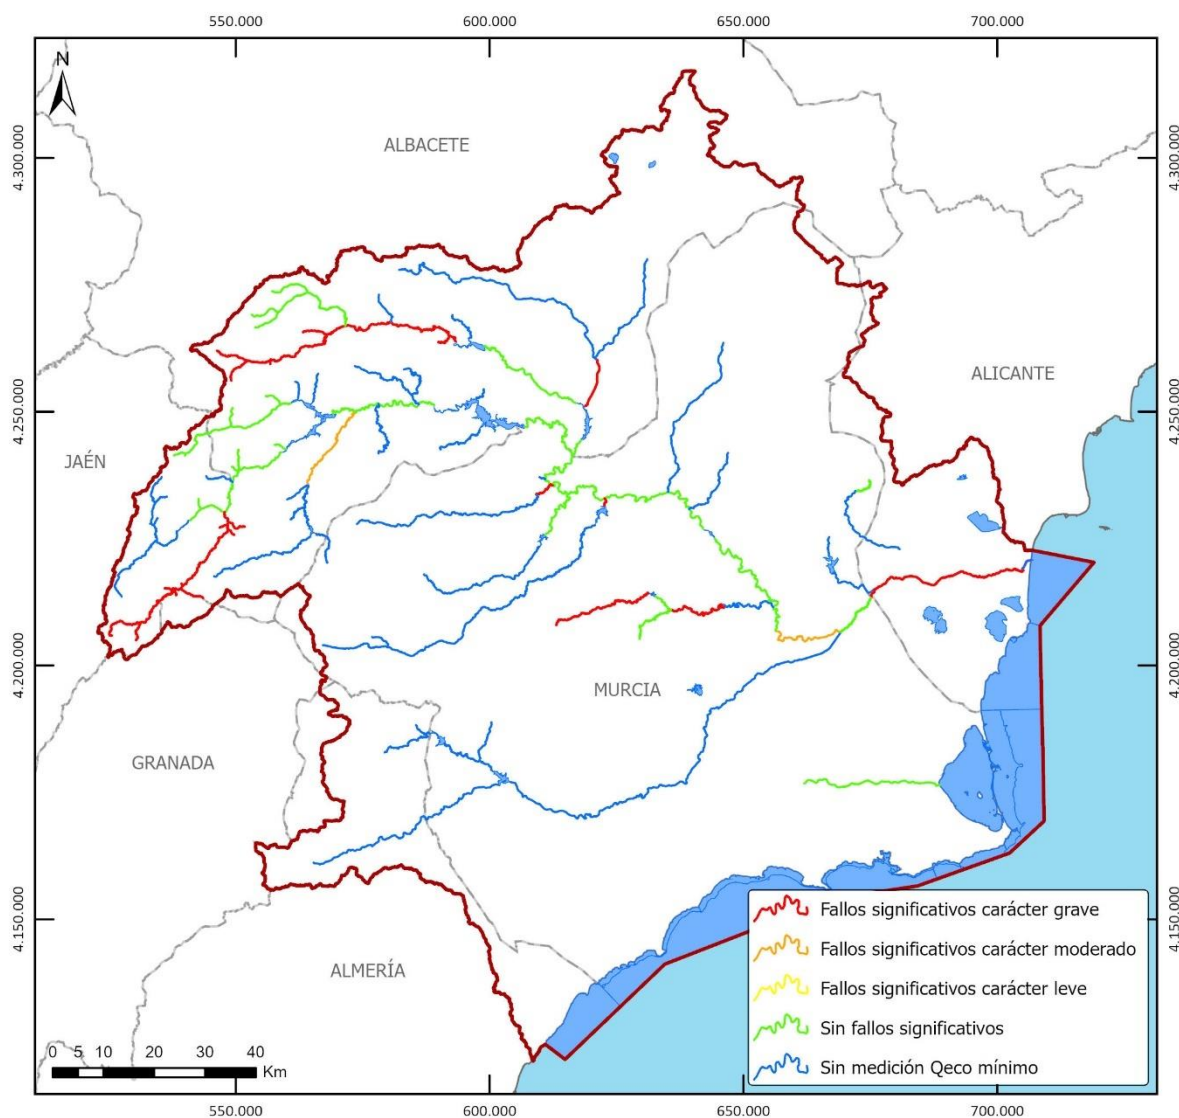 550.000 600.000 650.000 700.000
N
4.300.000 4.300.000
ALBACETE
4.250.000 4.250.000
ALICANTE
JAÉN
4.200.000 4.200.000
MURCIA
GRANADA
4.150.000 4.150.000
ALMERÍA
Fallos significativos carácter grave
Fallos significativos carácter moderado
Fallos significativos carácter leve
Sin fallos significativos
Sin medición Qeco mínimo
0 5 10 20 30 40
Km
550.000 600.000 650.000 700.000